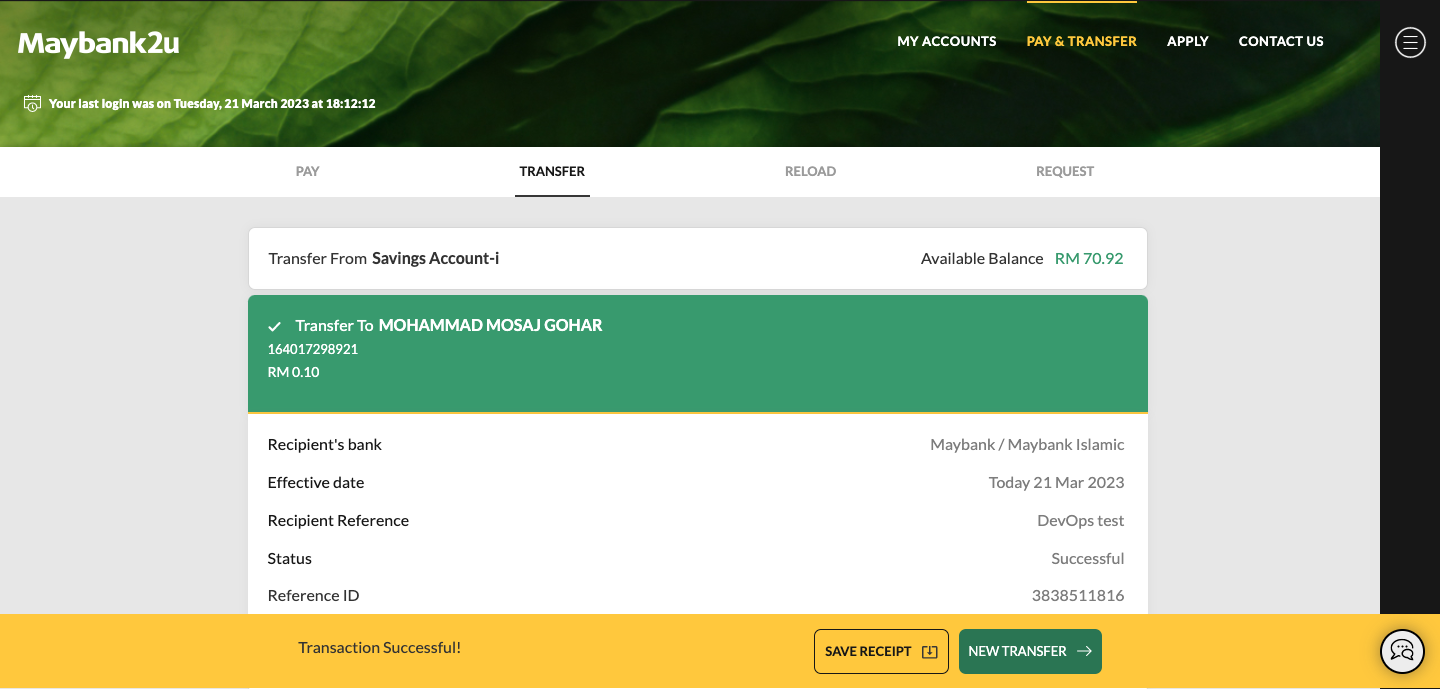 Maybank2u
MY ACCOUNTS PAY & TRANSFER APPLY CONTACT US
Your last login was on Tuesday, 21 March 2023 at 18:12:12
PAY TRANSFER RELOAD REQUEST
Transfer From Savings Account-i Available Balance RM 70.92
Transfer To MOHAMMAD MOSAJ GOHAR
164017298921
RM 0.10
Recipient's bank Maybank / Maybank Islamic
Effective date Today 21 Mar 2023
Recipient Reference DevOps test
Status Successful
Reference ID 3838511816
Transaction Successful! SAVE RECEIPT NEW TRANSFER